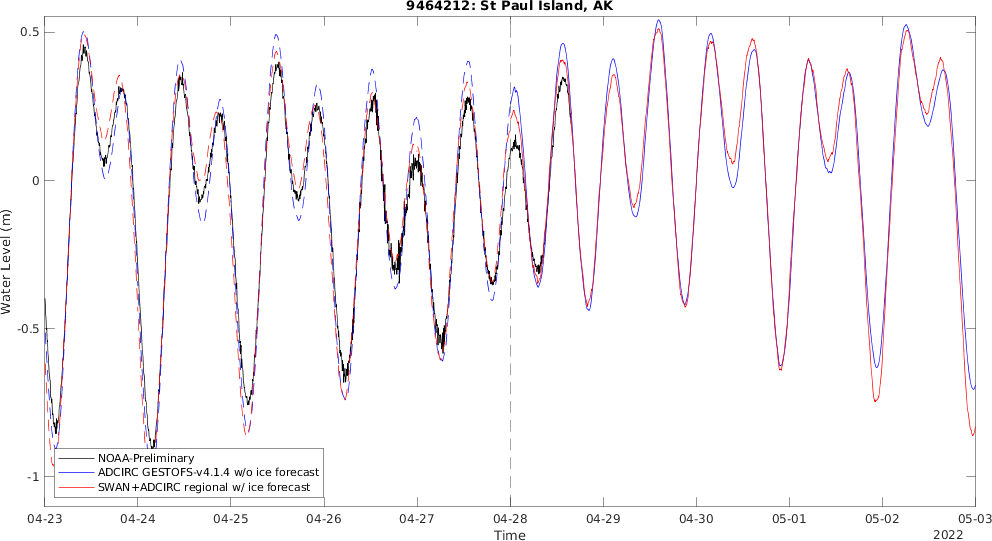 9464212: St Paul Island, AK
Water Level (m)
0.5
0
-0.5
-1
NOAA-Preliminary
ADCIRC GESTOFS-v4.1.4 w/o ice forecast
SWAN+ADCIRC regional w/ ice forecast
04-23 04-24 04-25 04-26 04-27 04-28 04-29 04-30 05-01 05-02 05-03
Time
2022